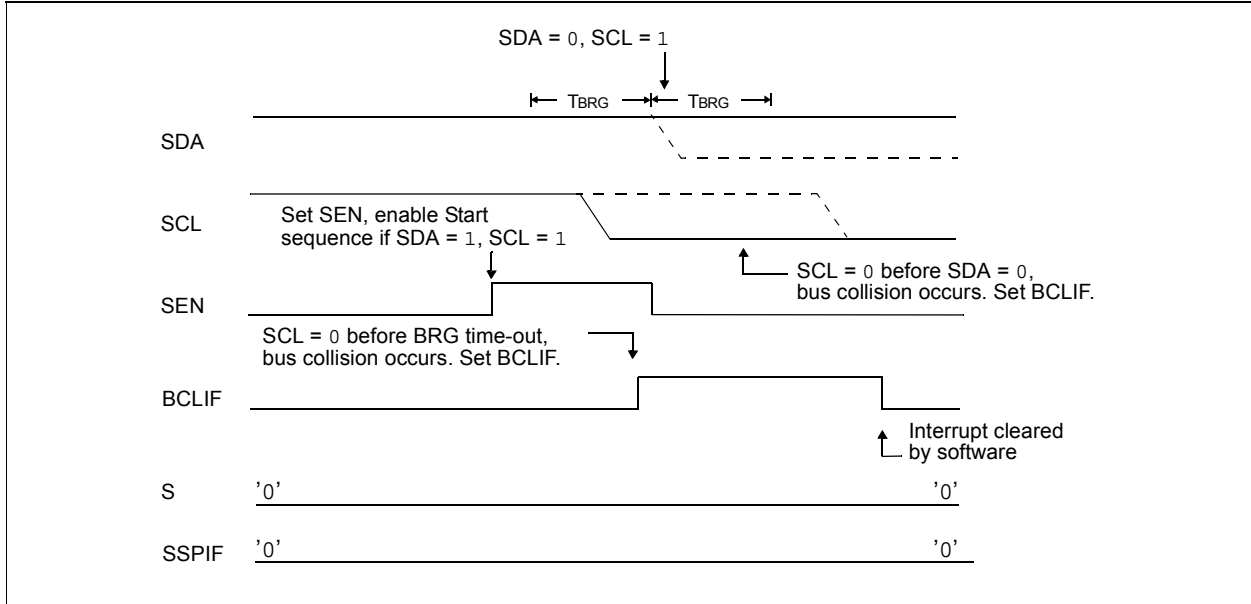 SDA = 0, SCL = 1
TBRG TBRG
SDA
SCL
Set SEN, enable Start
sequence if SDA = 1, SCL = 1
SCL = 0 before SDA = 0,
bus collision occurs. Set BCLIF.
SEN
SCL = 0 before BRG time-out,
bus collision occurs. Set BCLIF.
BCLIF
Interrupt cleared
by software
S '0' '0'
SSPIF '0' '0'